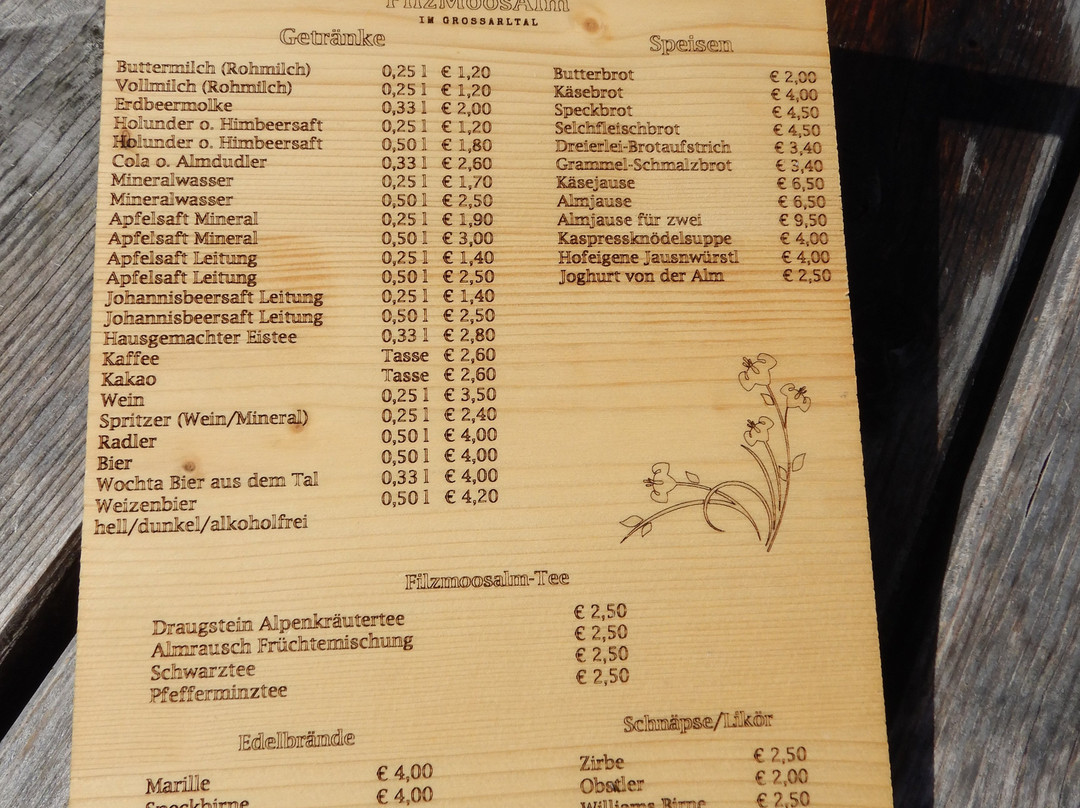 FilzMoosAlm
IM GROSSARLTAL
Getränke
Buttermilch (Rohmilch) 0,25 l € 1,20
Vollmilch (Rohmilch) 0,25 l € 1,20
Erdbeermolke 0,33 l € 2,00
Holunder o. Himbeersaft 0,25 l € 1,20
Holunder o. Himbeersaft 0,50 l € 1,80
Cola o. Almdudler 0,33 l € 2,60
Mineralwasser 0,25 l € 1,70
Mineralwasser 0,50 l € 2,50
Apfelsaft Mineral 0,25 l € 1,90
Apfelsaft Mineral 0,50 l € 3,00
Apfelsaft Leitung 0,25 l € 1,40
Apfelsaft Leitung 0,50 l € 2,50
Johannisbeersaft Leitung 0,25 l € 1,40
Johannisbeersaft Leitung 0,50 l € 2,50
Hausgemachter Eistee 0,33 l € 2,80
Kaffee Tasse € 2,60
Kakao Tasse € 2,60
Wein 0,25 l € 3,50
Spritzer (Wein/Mineral) 0,25 l € 2,40
Radler 0,50 l € 4,00
Bier 0,50 l € 4,00
Wochta Bier aus dem Tal 0,33 l € 4,00
Weizenbier 0,50 l € 4,20
hell/dunkel/alkoholfrei
Speisen
Butterbrot € 2,00
Käsebrot € 4,00
Speckbrot € 4,50
Selchfleischbrot € 4,50
Dreierlei-Brotaufstrich € 3,40
Grammel-Schmalzbrot € 3,40
Käsejause € 6,50
Almjause € 6,50
Almjause für zwei € 9,50
Kaspressknödelsuppe € 4,00
Hofeigene Jausnwürstl € 4,00
Joghurt von der Alm € 2,50
Filzmoosalm-Tee
Draugstein Alpenkräutertee € 2,50
Almrausch Früchtemischung € 2,50
Schwarztee € 2,50
Pfefferminztee € 2,50
Edelbrände
Marille € 4,00
Speckbirne € 4,00
Schnäpse/Likör
Zirbe € 2,50
Obstler € 2,00
Williams Birne € 2,50